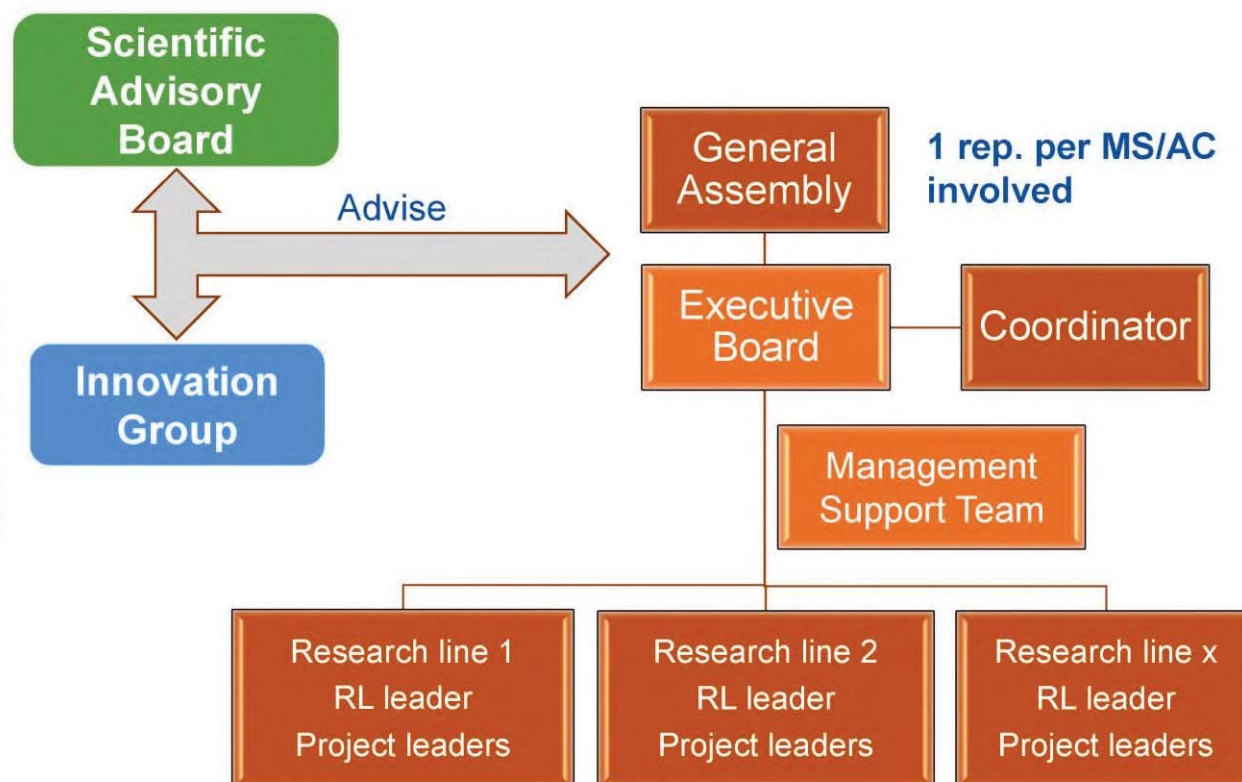 Scientific
Advisory
Board
Advise
Innovation
Group
General
Assembly
1 rep. per MS/AC
involved
Executive
Board
Coordinator
Management
Support Team
Research line 1
RL leader
Project leaders
Research line 2
RL leader
Project leaders
Research line x
RL leader
Project leaders